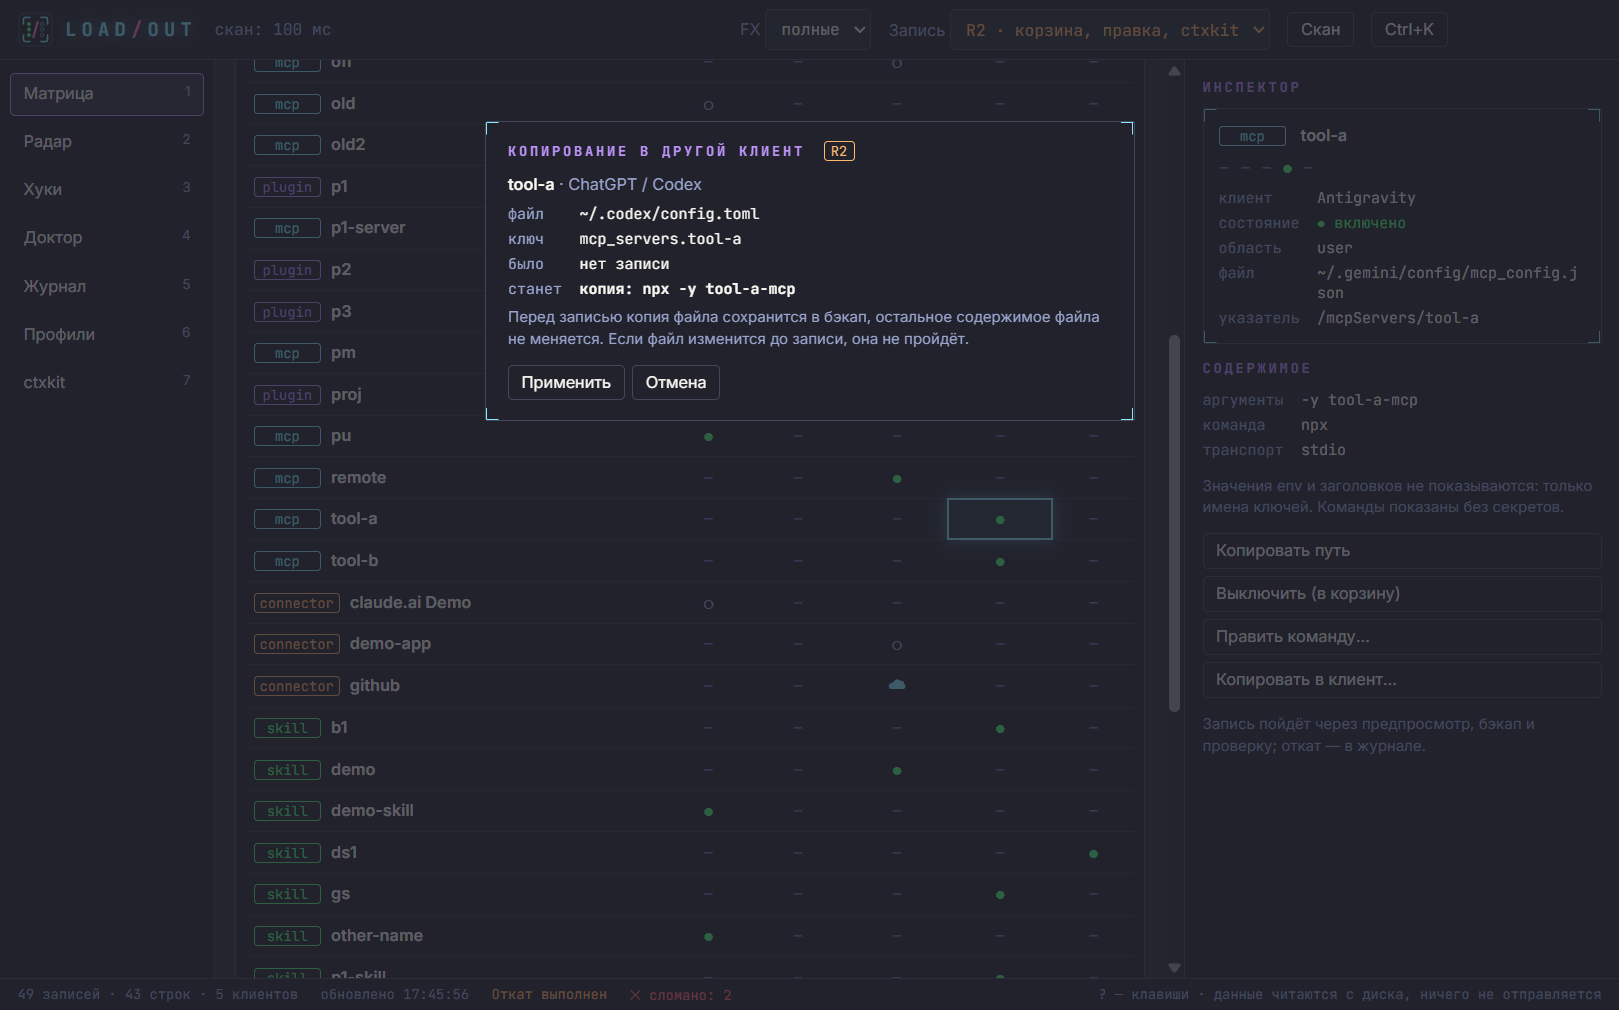 LOAD/OUT скан: 100 мс FX полные Запись R2 · корзина, правка, ctxkit Скан Ctrl+K
Матрица 1
Радар 2
Хуки 3
Доктор 4
Журнал 5
Профили 6
ctxkit 7
mcp off
mcp old
mcp old2
plugin p1
mcp p1-server
plugin p2
plugin p3
mcp pm
plugin proj
mcp pu
mcp remote
mcp tool-a
mcp tool-b
connector claude.ai Demo
connector demo-app
connector github
skill b1
skill demo
skill demo-skill
skill ds1
skill gs
skill other-name
skill p1-skill
КОПИРОВАНИЕ В ДРУГОЙ КЛИЕНТ R2
tool-a · ChatGPT / Codex
файл ~/.codex/config.toml
ключ mcp_servers.tool-a
было нет записи
станет копия: npx -y tool-a-mcp
Перед записью копия файла сохранится в бэкап, остальное содержимое файла
не меняется. Если файл изменится до записи, она не пройдёт.
Применить Отмена
ИНСПЕКТОР
mcp tool-a
клиент Antigravity
состояние ● включено
область user
файл ~/.gemini/config/mcp_config.j
son
указатель /mcpServers/tool-a
СОДЕРЖИМОЕ
аргументы -y tool-a-mcp
команда npx
транспорт stdio
Значения env и заголовков не показываются: только
имена ключей. Команды показаны без секретов.
Копировать путь
Выключить (в корзину)
Править команду...
Копировать в клиент...
Запись пойдёт через предпросмотр, бэкап и
проверку; откат — в журнале.
49 записей · 43 строк · 5 клиентов обновлено 17:45:56 Откат выполнен × сломано: 2 ? — клавиши · данные читаются с диска, ничего не отправляется